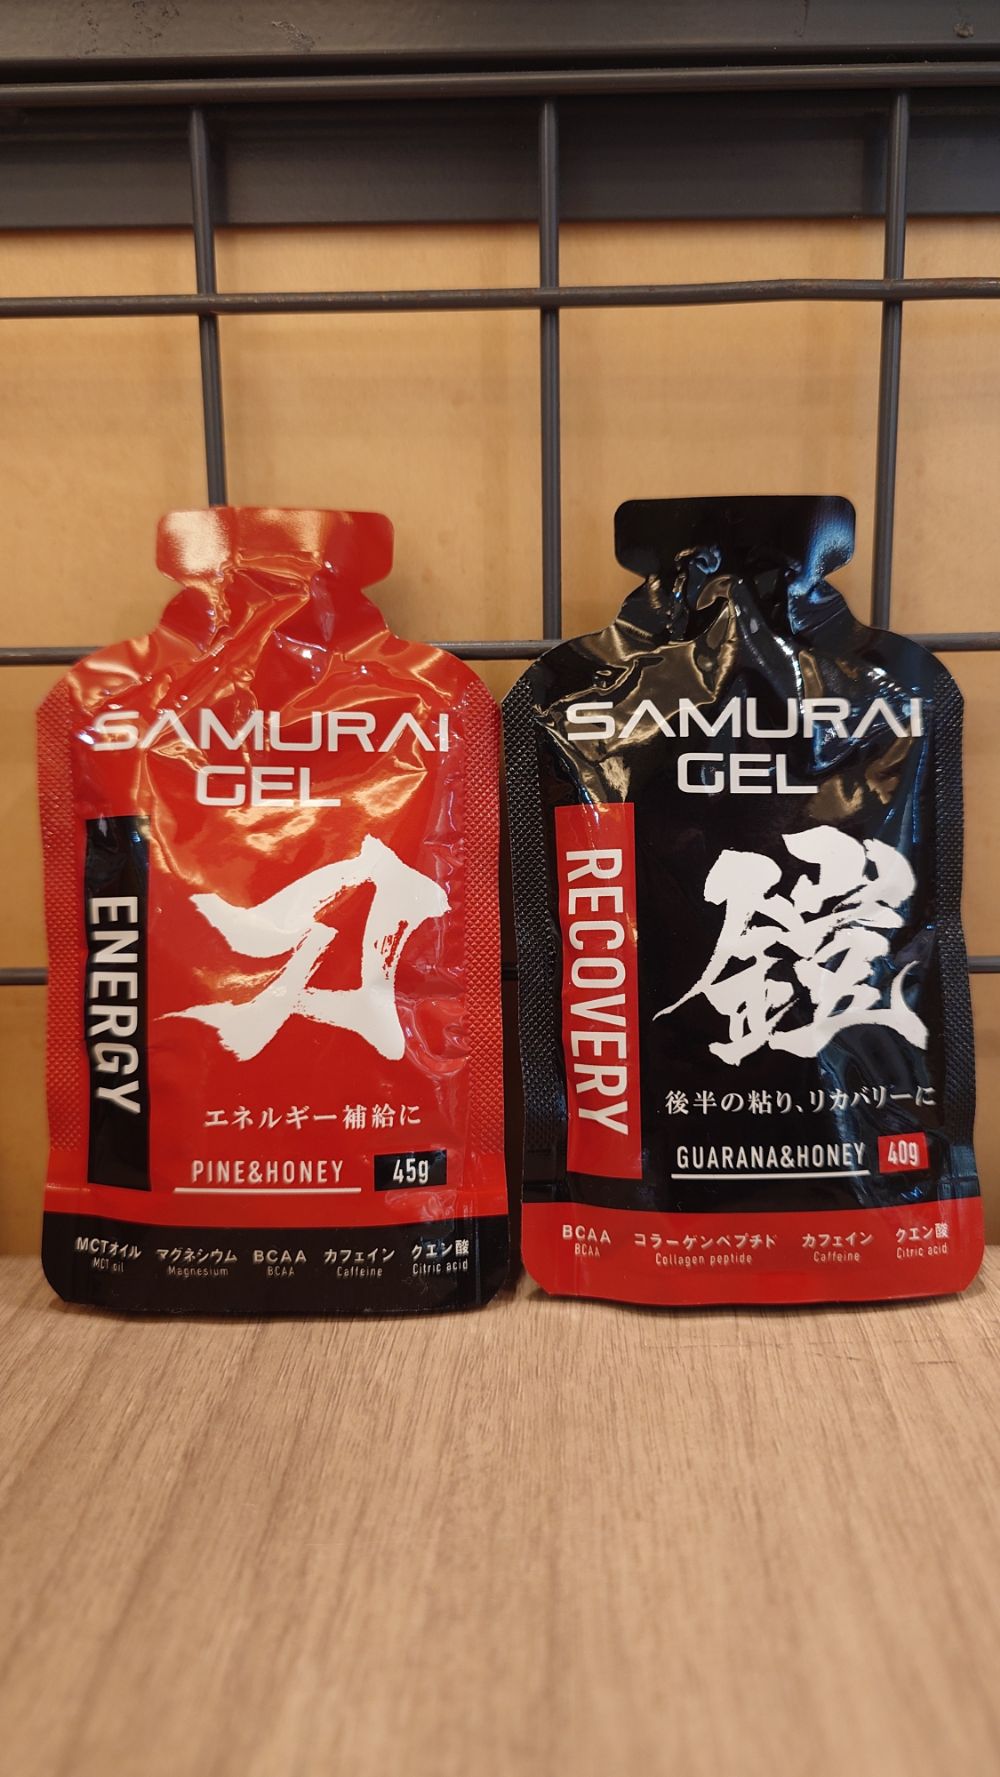 SAMURAI
GEL
ENERGY
刀
エネルギー補給に
PINE&HONEY 45g
MCTオイル マグネシウム BCAA カフェイン クエン酸
MCT oil Magnesium BCAA Caffeine Citric acid
SAMURAI
GEL
RECOVERY
鎧
後半の粘り、リカバリーに
GUARANA&HONEY 40g
BCAA コラーゲンペプチド カフェイン クエン酸
BCAA Collagen peptide Caffeine Citric acid